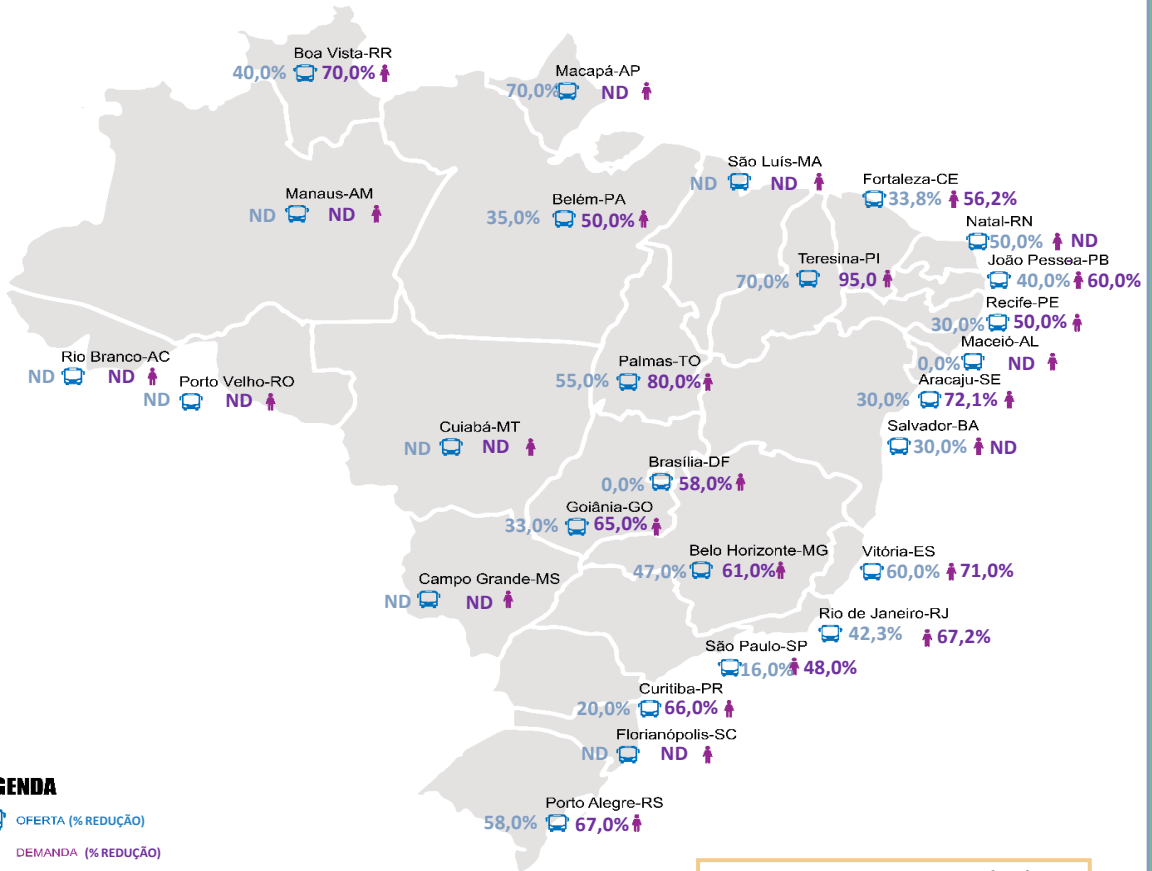 Boa Vista-RR
40,0% 70,0%
Macapá-AP
70,0% ND
São Luís-MA
ND ND
Fortaleza-CE
33,8% 56,2%
Manaus-AM
ND ND
Belém-PA
35,0% 50,0%
Natal-RN
50,0% ND
Teresina-PI
70,0% 95,0
João Pessoa-PB
40,0% 60,0%
Recife-PE
30,0% 50,0%
Maceió-AL
0,0% ND
Rio Branco-AC
ND ND
Porto Velho-RO
ND ND
Palmas-TO
55,0% 80,0%
Aracaju-SE
30,0% 72,1%
Cuiabá-MT
ND ND
Salvador-BA
30,0% ND
Brasília-DF
0,0% 58,0%
Goiânia-GO
33,0% 65,0%
Belo Horizonte-MG
47,0% 61,0%
Vitória-ES
60,0% 71,0%
Campo Grande-MS
ND ND
Rio de Janeiro-RJ
42,3% 67,2%
São Paulo-SP
16,0% 48,0%
Curitiba-PR
20,0% 66,0%
Florianópolis-SC
ND ND
Porto Alegre-RS
58,0% 67,0%
GENDA
OFERTA (% REDUÇÃO)
DEMANDA (% REDUÇÃO)